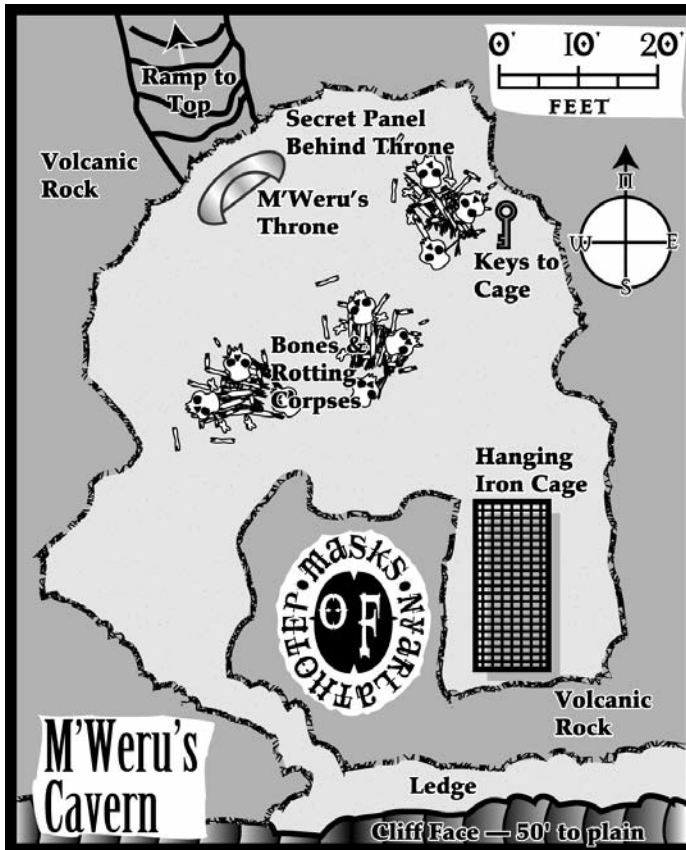 0' 10' 20'
FEET
Ramp to
Top
Secret Panel
Behind Throne
Volcanic
Rock
M'Weru's
Throne
N
W E
S
Keys to
Cage
Bones &
Rotting
Corpses
Hanging
Iron Cage
MASKS • NYARLATHOTEP •
OF
Volcanic
Rock
M'Weru's
Cavern
Ledge
Cliff Face — 50' to plain